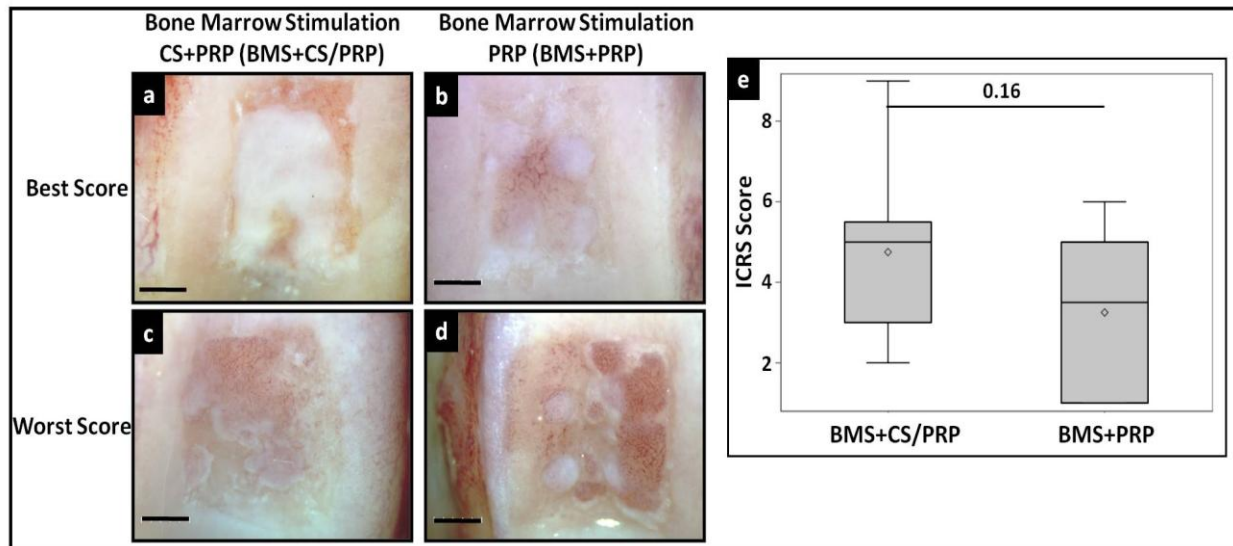 Bone Marrow Stimulation
CS+PRP (BMS+CS/PRP)
Bone Marrow Stimulation
PRP (BMS+PRP)
Best Score
Worst Score
a
b
c
d
e
0.16
ICRS Score
8
6
4
2
BMS+CS/PRP
BMS+PRP